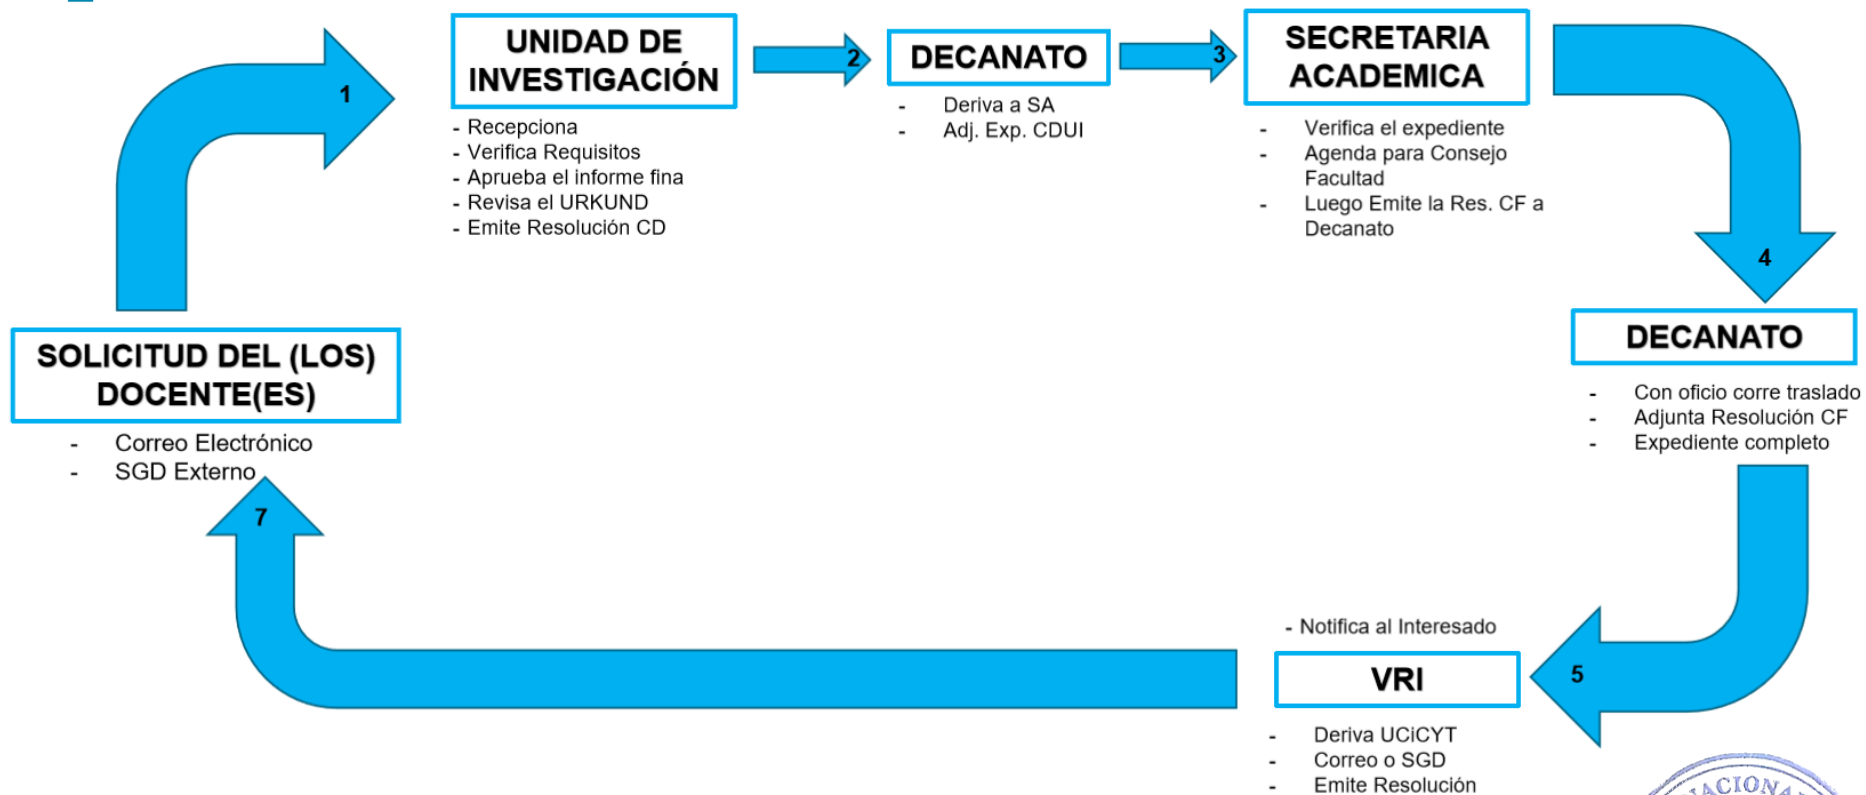 1
UNIDAD DE
INVESTIGACIÓN
- Recepciona
- Verifica Requisitos
- Aprueba el informe fina
- Revisa el URKUND
- Emite Resolución CD
2
DECANATO
- Deriva a SA
- Adj. Exp. CDUI
3
SECRETARIA
ACADEMICA
- Verifica el expediente
- Agenda para Consejo
Facultad
- Luego Emite la Res. CF a
Decanato
4
DECANATO
- Con oficio corre traslado
- Adjunta Resolución CF
- Expediente completo
5
- Notifica al Interesado
VRI
- Deriva UCiCYT
- Correo o SGD
- Emite Resolución
7
SOLICITUD DEL (LOS)
DOCENTE(ES)
- Correo Electrónico
- SGD Externo